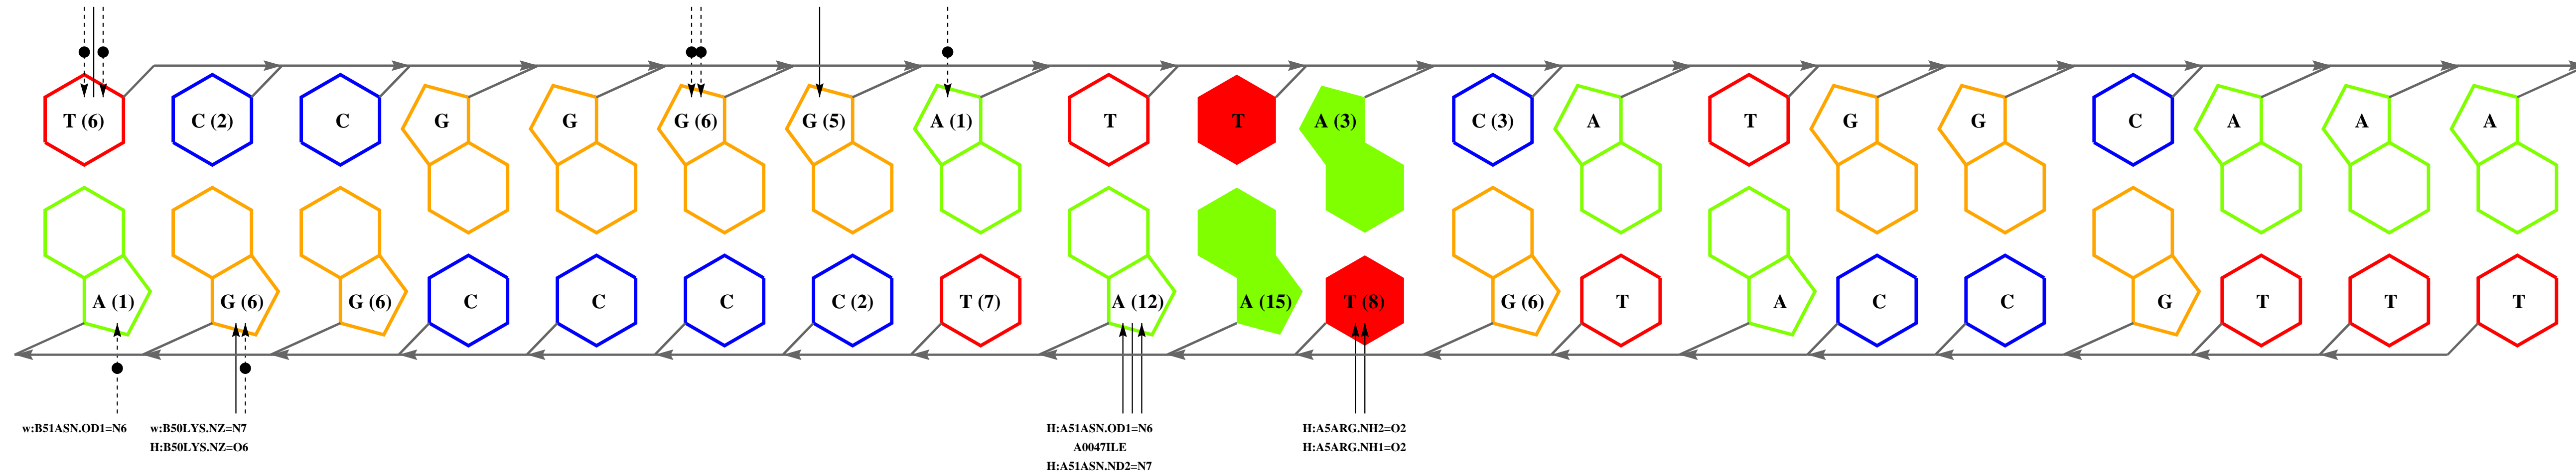 T (6) C (2) C G G G (6) G (5) A (1) T T A (3) C (3) A T G G C A A A
A (1) G (6) G (6) C C C C (2) T (7) A (12) A (15) T (8) G (6) T A C C G T T T
w:B51ASN.OD1=N6 w:B50LYS.NZ=N7 H:A51ASN.OD1=N6 H:A5ARG.NH2=O2
H:B50LYS.NZ=O6 A0047ILE H:A5ARG.NH1=O2
H:A51ASN.ND2=N7